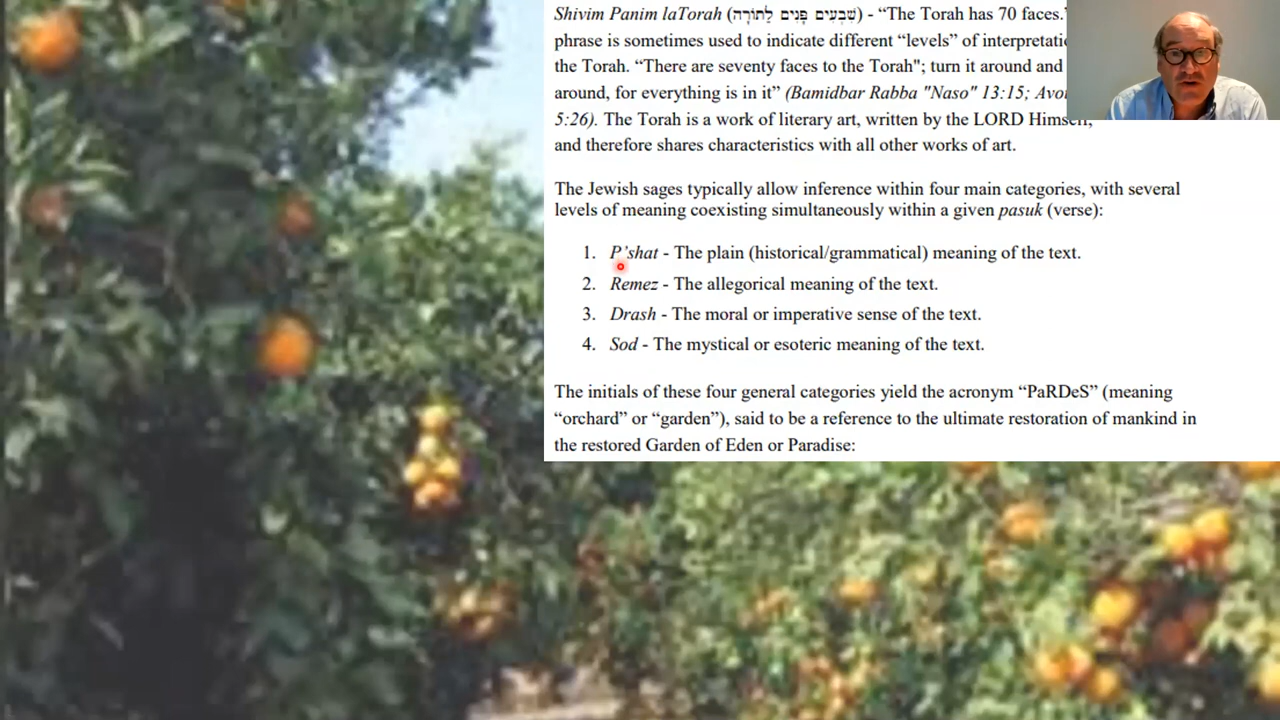 Shivim Panim laTorah (שִׁבְעִים פָּנִים לַתּוֹרָה) - “The Torah has 70 faces.
phrase is sometimes used to indicate different “levels” of
the Torah. “There are seventy faces to the Torah"; turn it around and
around, for everything is in it” (Bamidbar Rabba "Naso" 13:15;
5:26). The Torah is a work of literary art, written by the LORD
and therefore shares characteristics with all other works of art.
The Jewish sages typically allow inference within four main categories, with several
levels of meaning coexisting simultaneously within a given pasuk (verse):
1. P’shat - The plain (historical/grammatical) meaning of the text.
2. Remez - The allegorical meaning of the text.
3. Drash - The moral or imperative sense of the text.
4. Sod - The mystical or esoteric meaning of the text.
The initials of these four general categories yield the acronym “PaRDeS” (meaning
“orchard” or “garden”), said to be a reference to the ultimate restoration of mankind in
the restored Garden of Eden or Paradise: